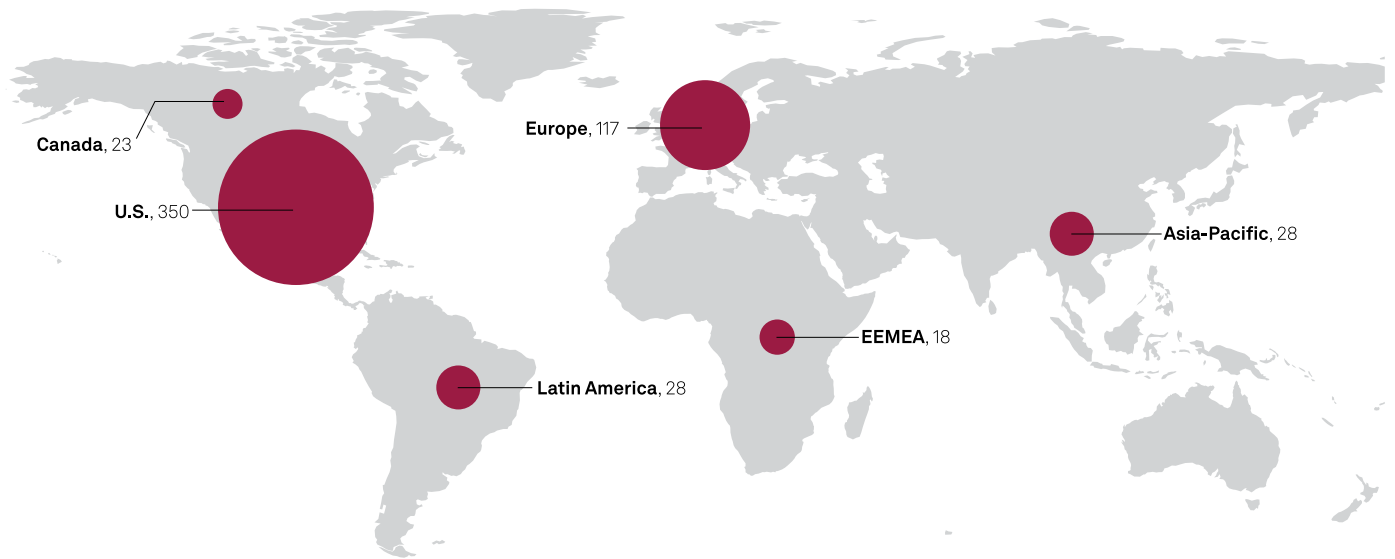 Canada, 23
U.S., 350
Europe, 117
Asia-Pacific, 28
EEMEA, 18
Latin America, 28